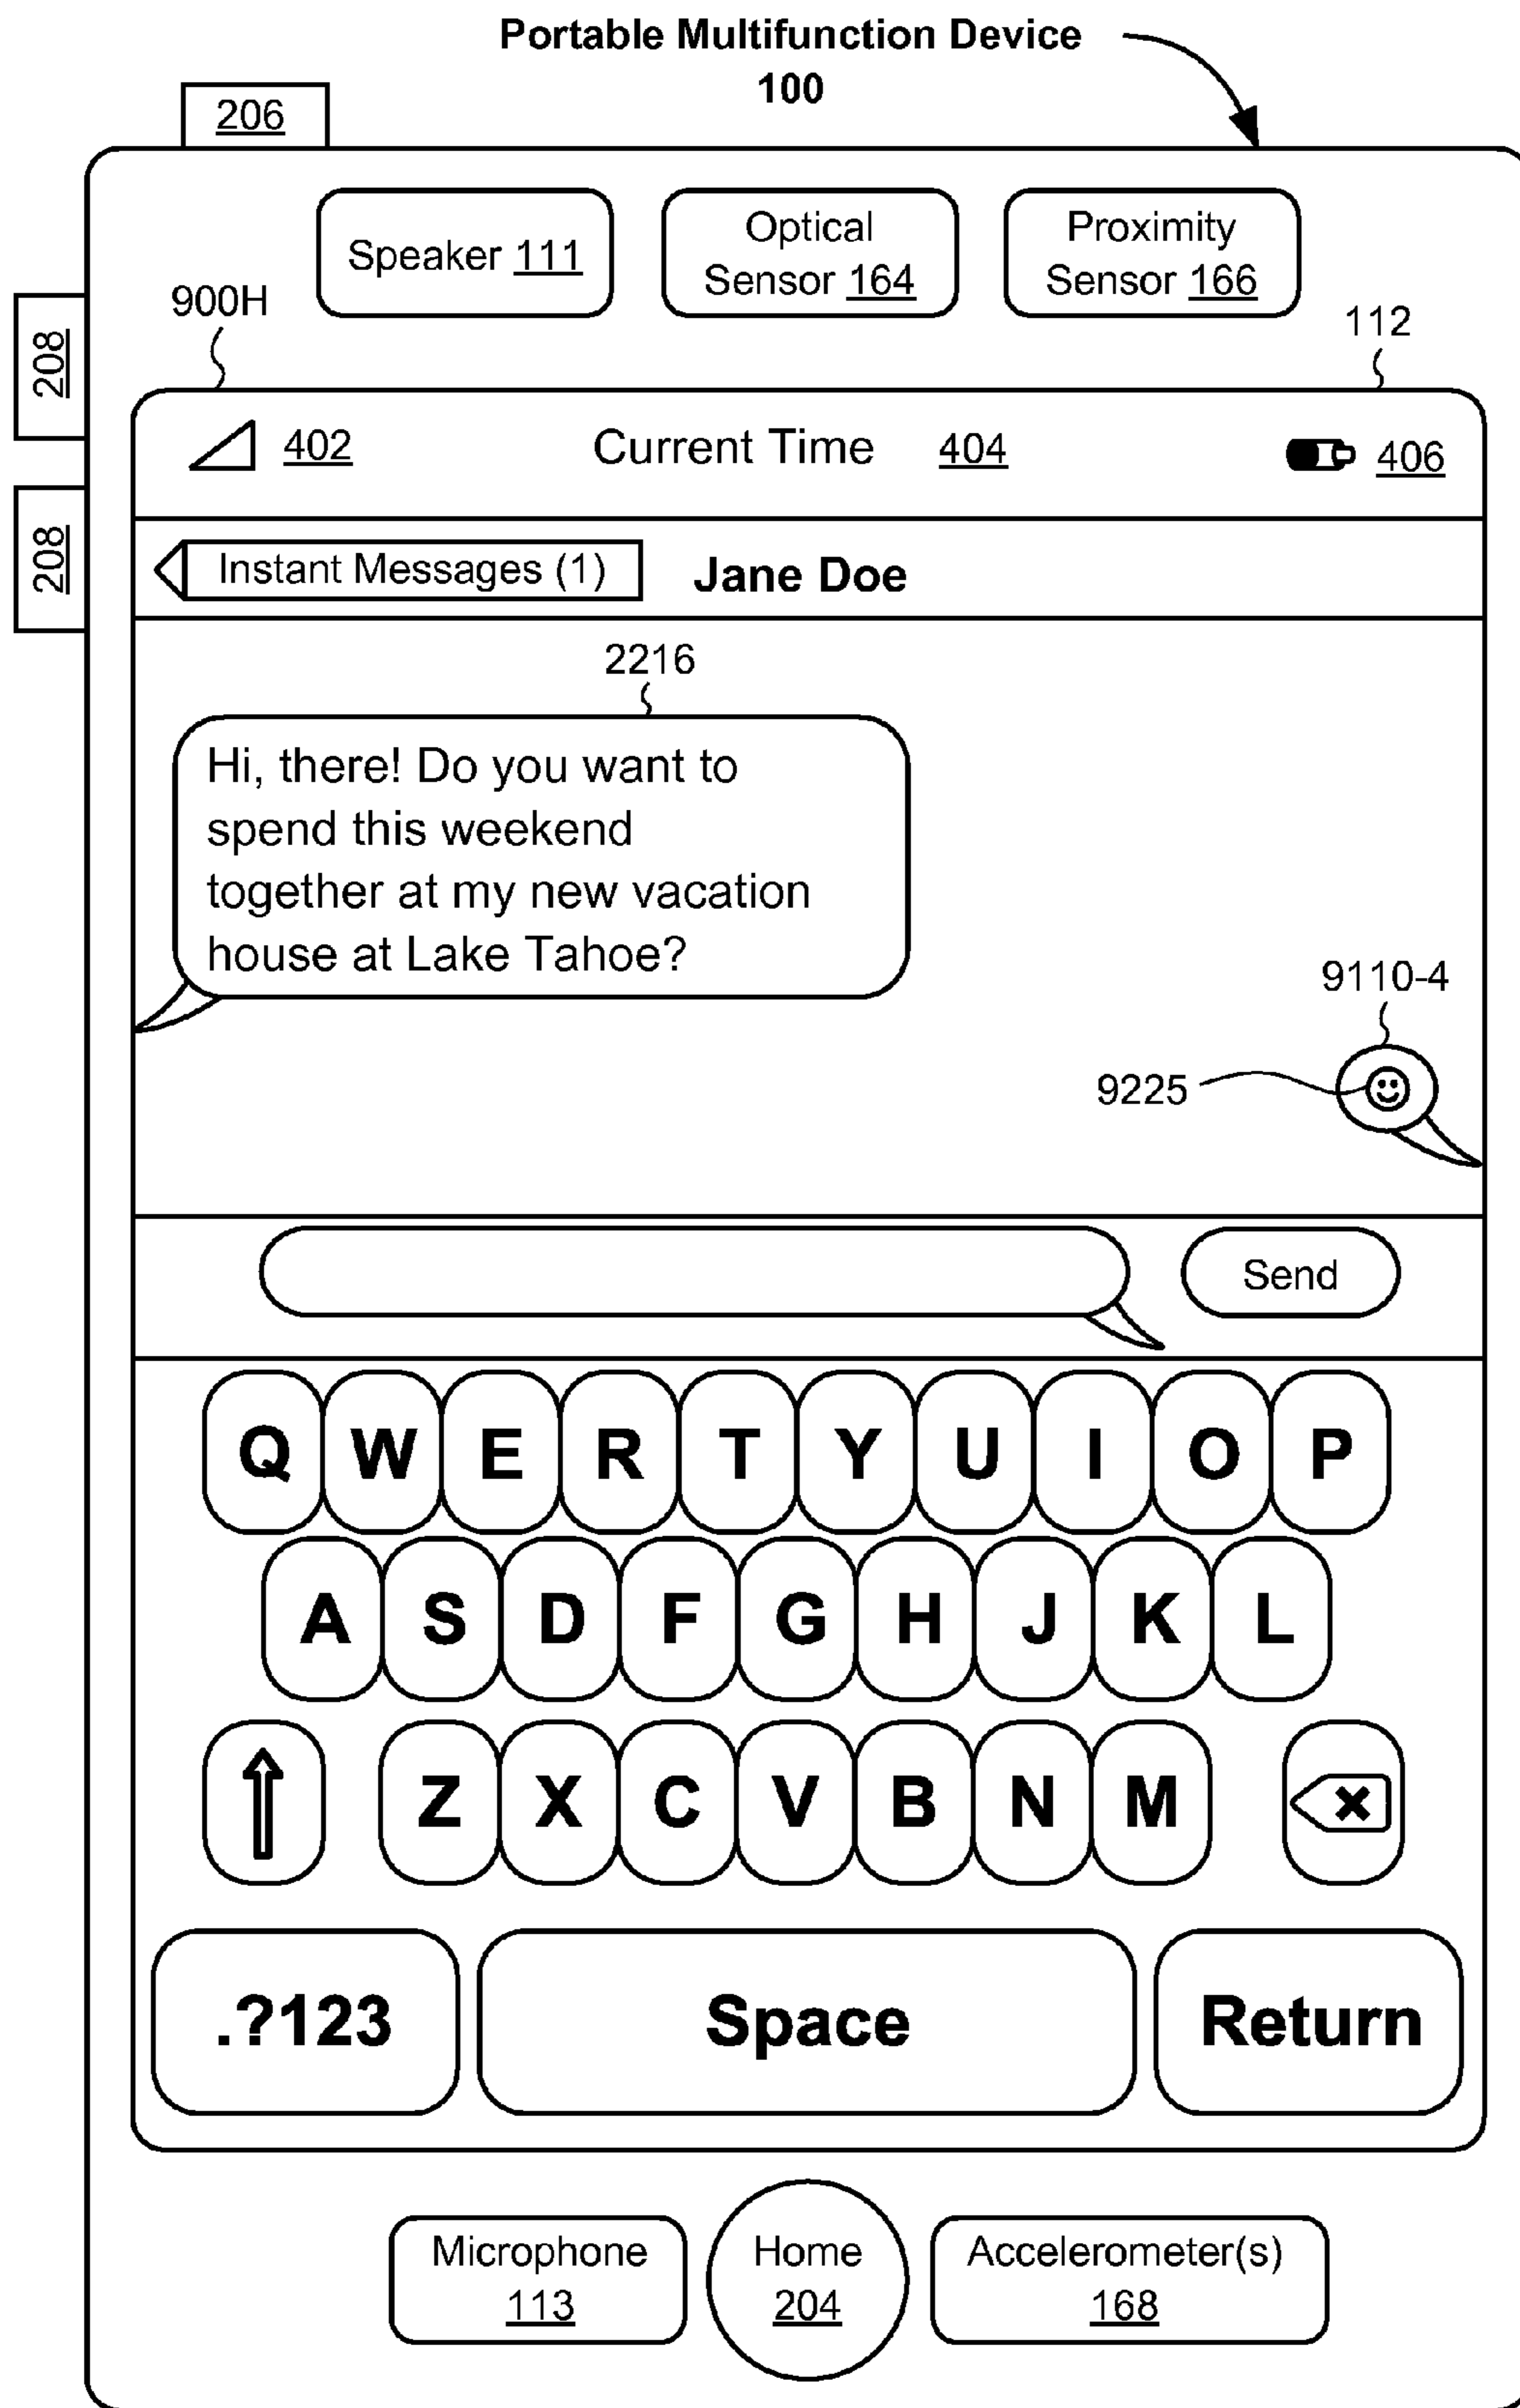 Portable Multifunction Device
100
206
Speaker 111
Optical
Sensor 164
Proximity
Sensor 166
208
900H
112
402
Current Time 404
406
208
Instant Messages (1)
Jane Doe
2216
Hi, there! Do you want to
spend this weekend
together at my new vacation
house at Lake Tahoe?
9110-4
9225
Send
Q W E R T Y U I O P
A S D F G H J K L
Z X C V B N M
.?123
Space
Return
Microphone
113
Home
204
Accelerometer(s)
168